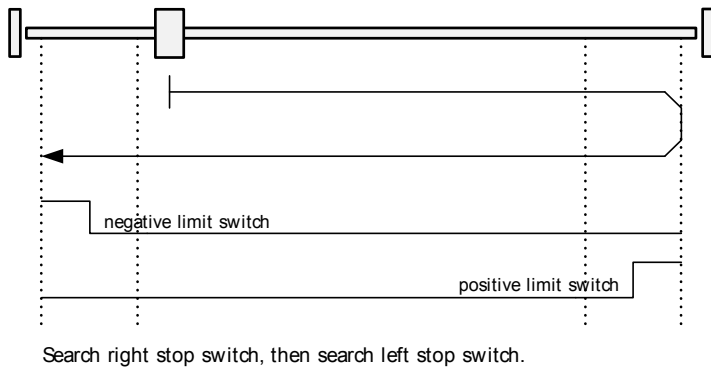 negative limit switch
positive limit switch
Search right stop switch, then search left stop switch.